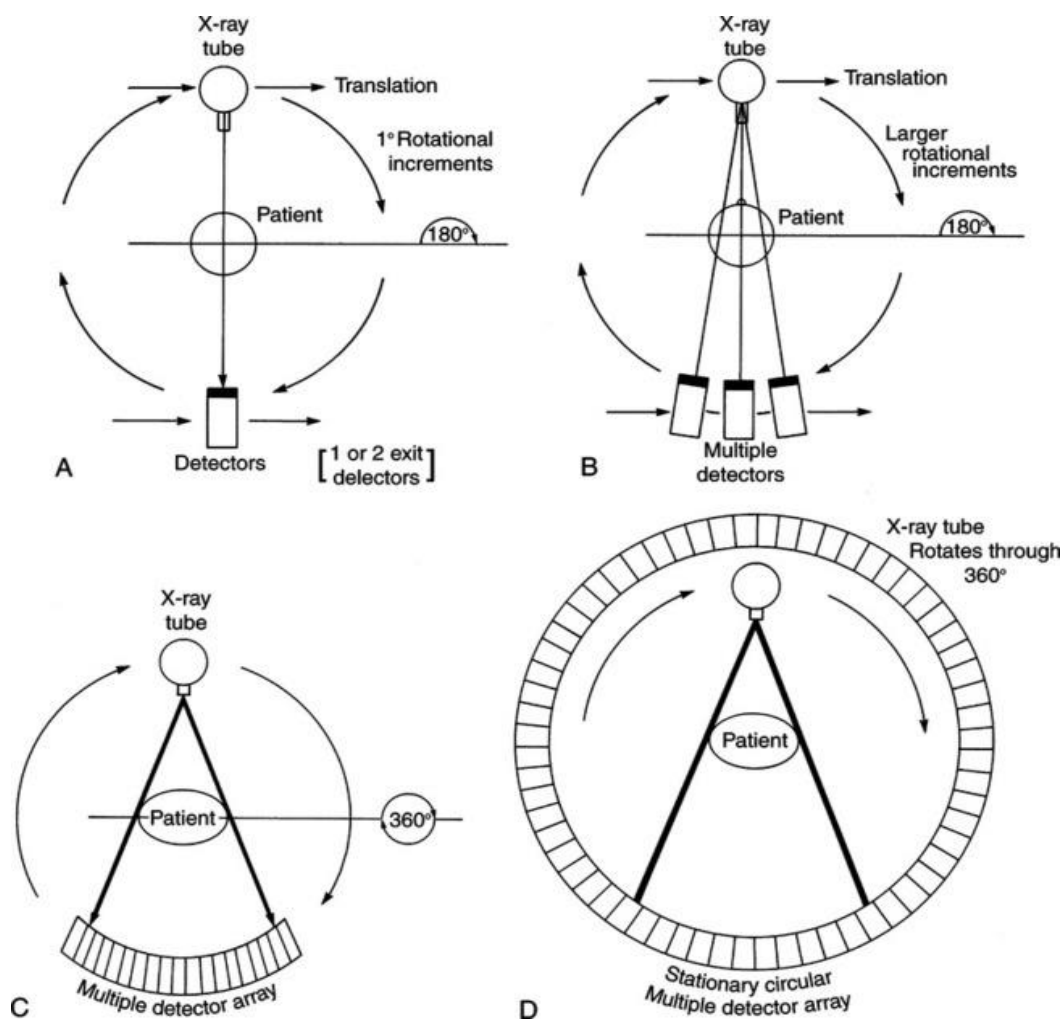 X-ray
tube
Translation
1° Rotational
increments
Patient
180°
Detectors
[1 or 2 exit
delectors]
A
X-ray
tube
Translation
Larger
rotational
increments
Patient
180°
Multiple
detectors
B
X-ray
tube
Patient
360°
Multiple detector array
C
X-ray tube
Rotates through
360°
Patient
Stationary circular
Multiple detector array
D